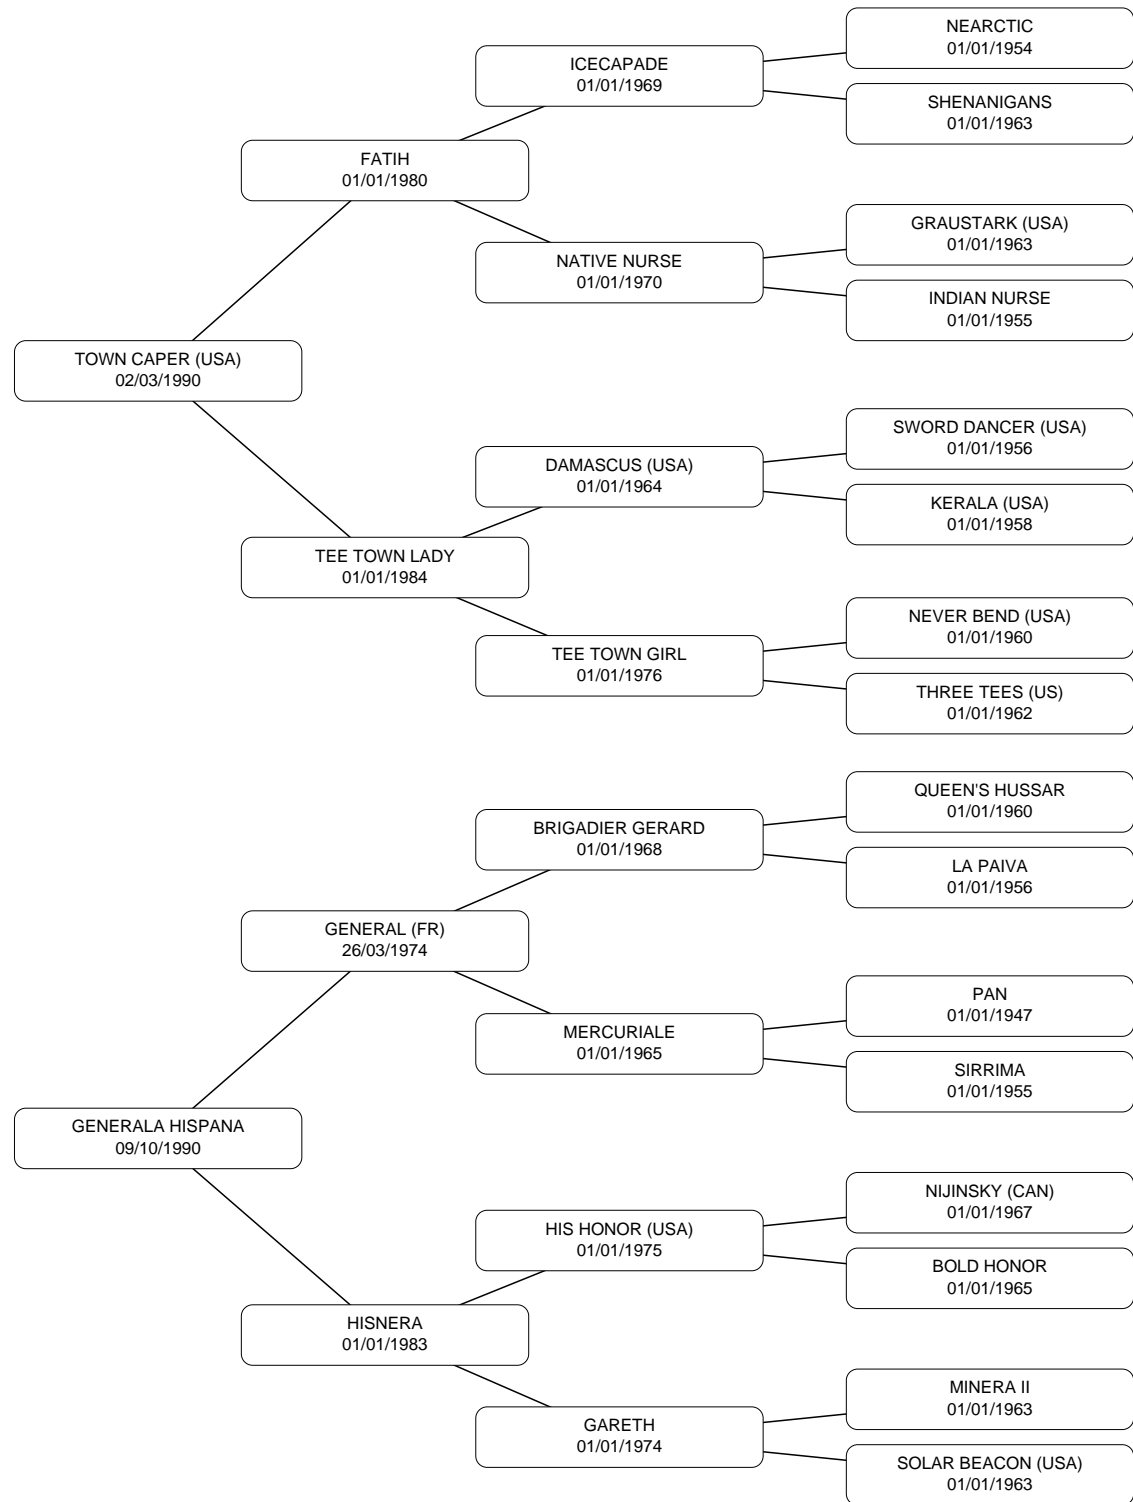 NEARCTIC
01/01/1954
ICECAPADE
01/01/1969
SHENANIGANS
01/01/1963
FATIH
01/01/1980
GRAUSTARK (USA)
01/01/1963
NATIVE NURSE
01/01/1970
INDIAN NURSE
01/01/1955
TOWN CAPER (USA)
02/03/1990
SWORD DANCER (USA)
01/01/1956
DAMASCUS (USA)
01/01/1964
KERALA (USA)
01/01/1958
TEE TOWN LADY
01/01/1984
NEVER BEND (USA)
01/01/1960
TEE TOWN GIRL
01/01/1976
THREE TEES (US)
01/01/1962
QUEEN'S HUSSAR
01/01/1960
BRIGADIER GERARD
01/01/1968
LA PAIVA
01/01/1956
GENERAL (FR)
26/03/1974
PAN
01/01/1947
MERCURIALE
01/01/1965
SIRRIMA
01/01/1955
GENERALA HISPANA
09/10/1990
NIJINSKY (CAN)
01/01/1967
HIS HONOR (USA)
01/01/1975
BOLD HONOR
01/01/1965
HISNERA
01/01/1983
MINERA II
01/01/1963
GARETH
01/01/1974
SOLAR BEACON (USA)
01/01/1963